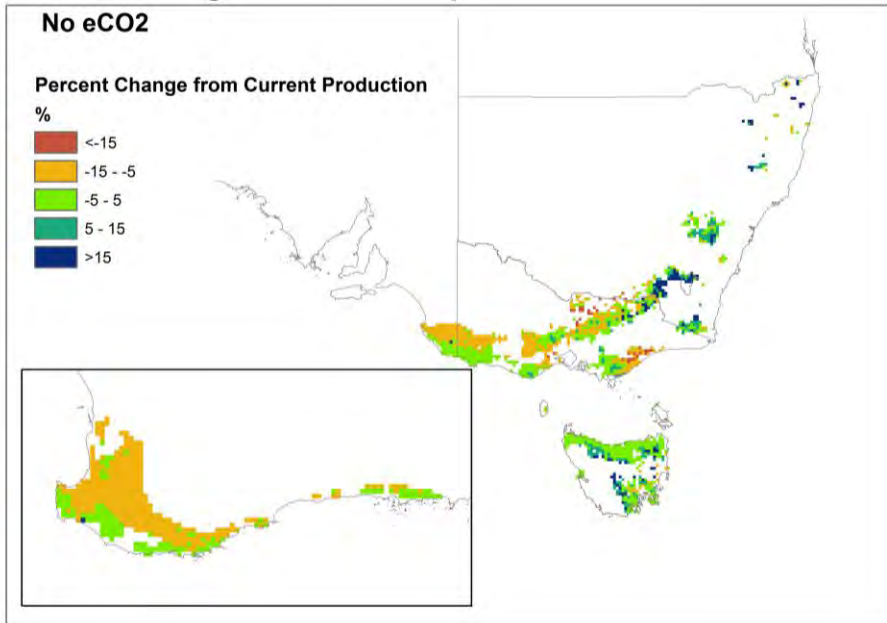 No eCO2
Percent Change from Current Production
%
<-15
-15 - -5
-5 - 5
5 - 15
>15